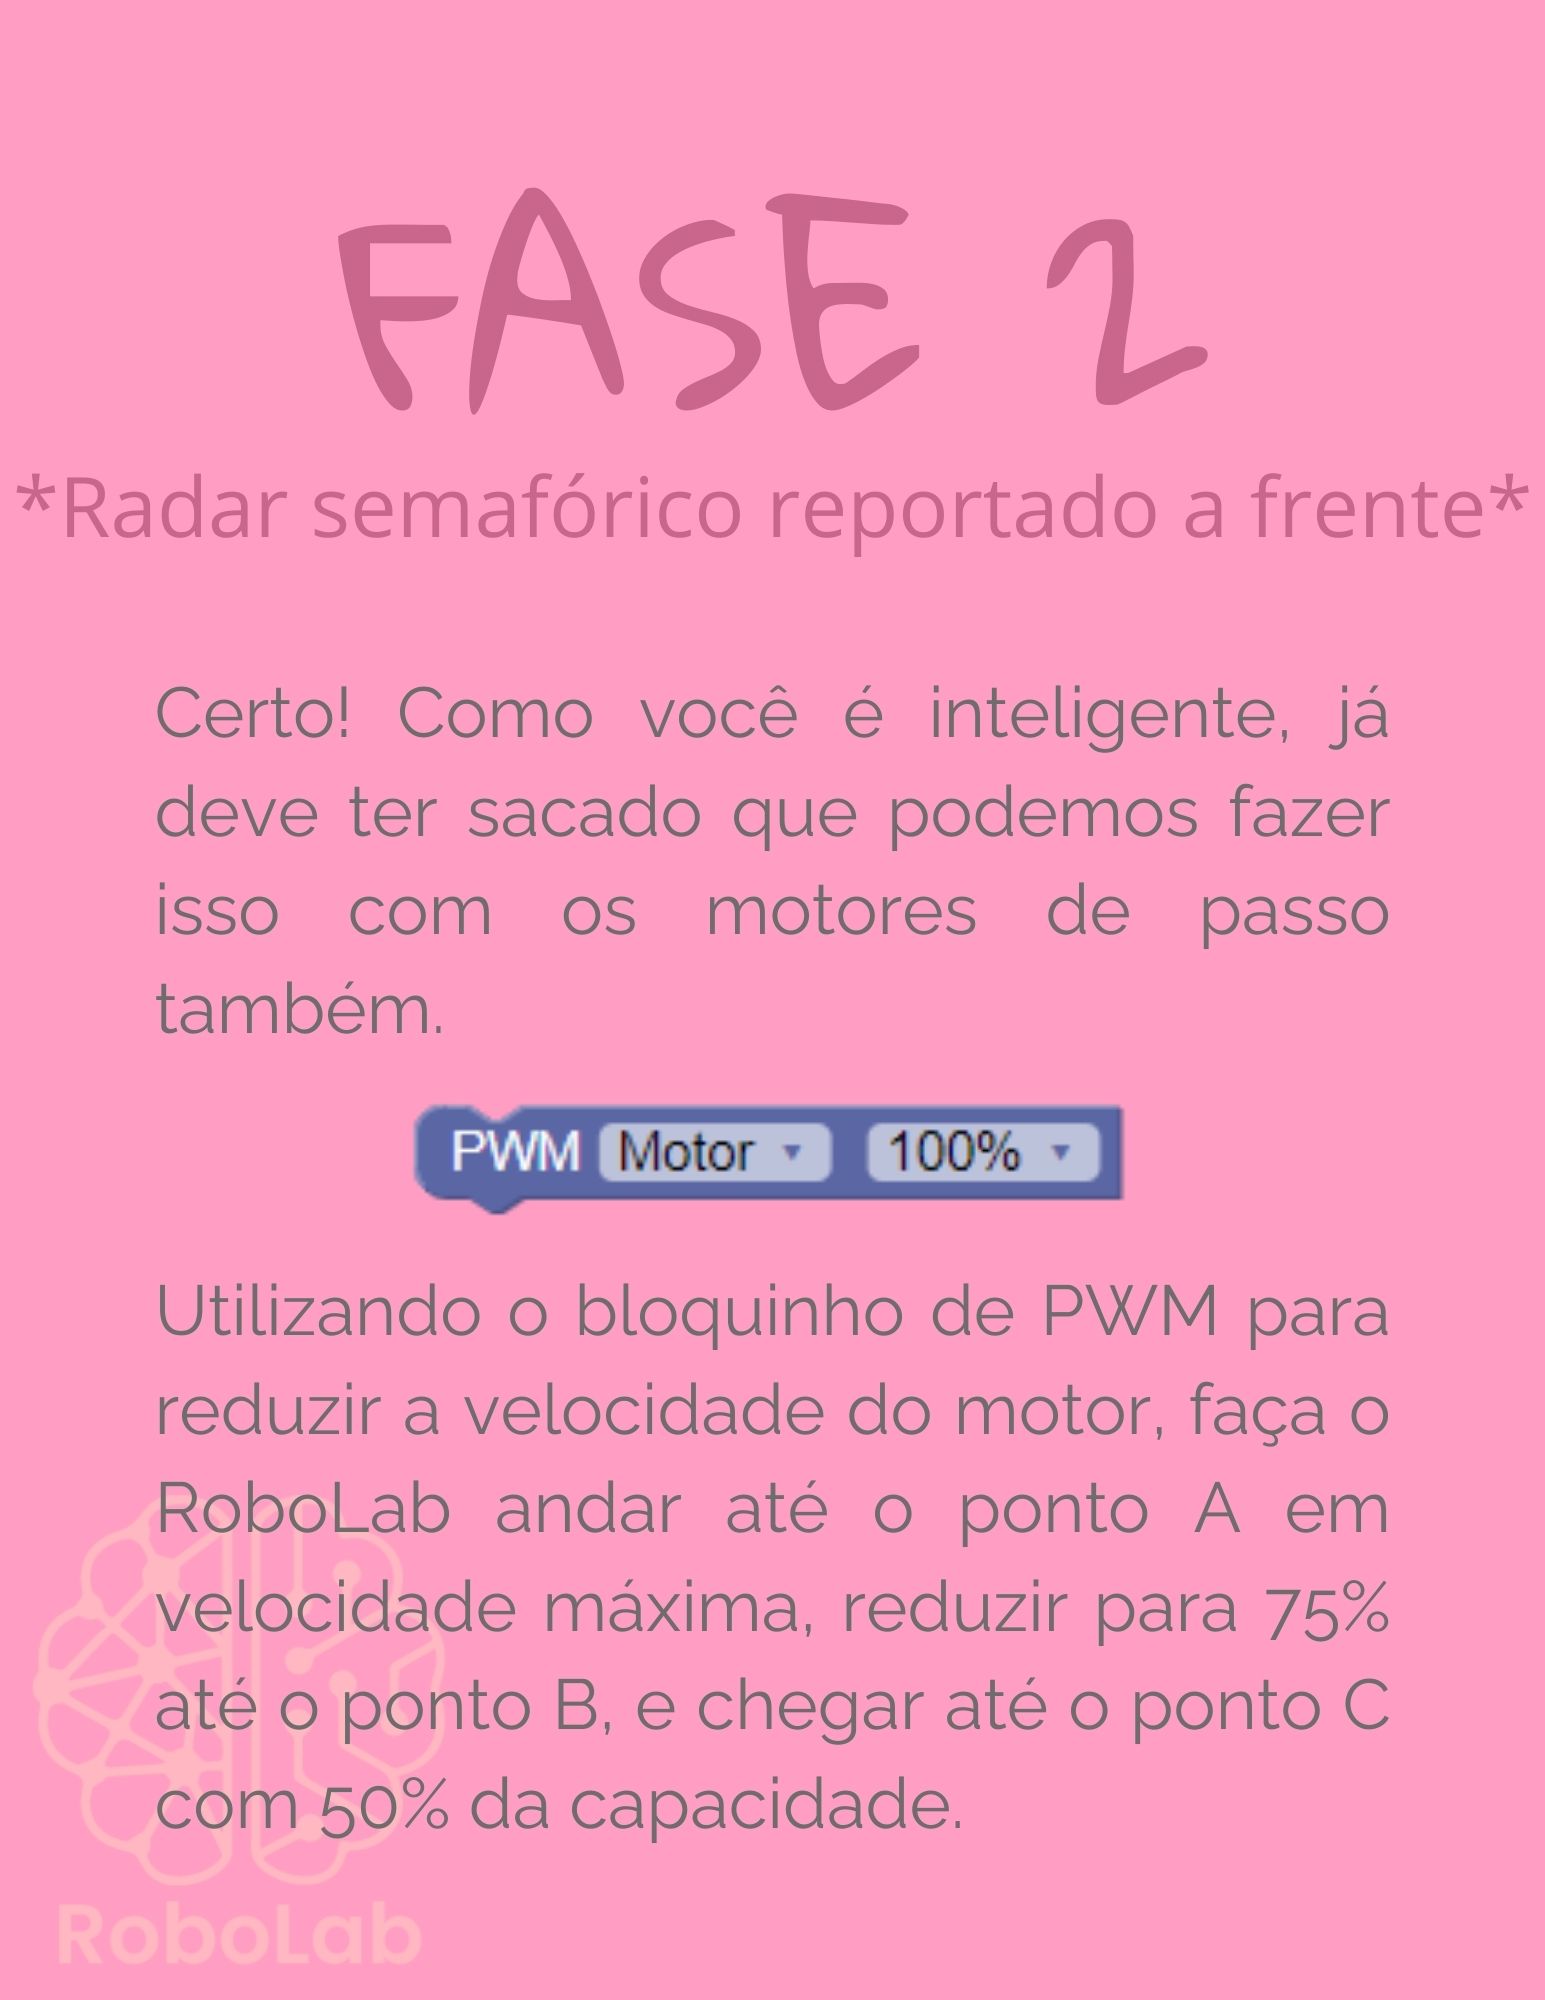 FASE 2
*Radar semafórico reportado a frente*
Certo! Como você é inteligente, já
deve ter sacado que podemos fazer
isso com os motores de passo
também.
PWM Motor 100%
Utilizando o bloquinho de PWM para
reduzir a velocidade do motor, faça o
RoboLab andar até o ponto A em
velocidade máxima, reduzir para 75%
até o ponto B, e chegar até o ponto C
com 50% da capacidade.
RoboLab